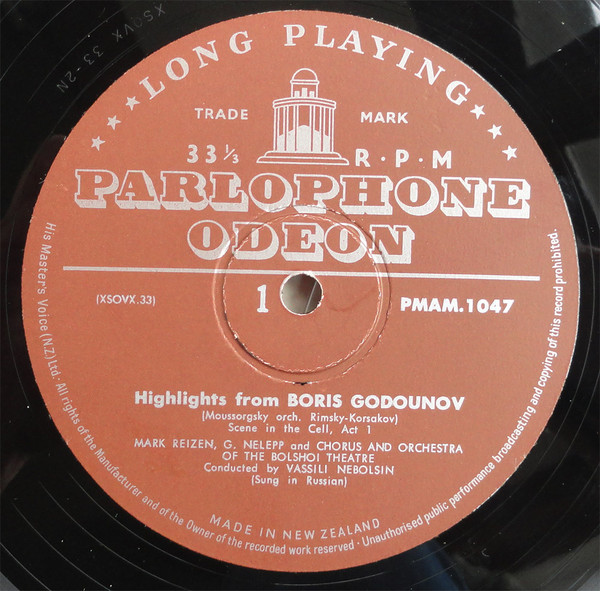 XSOVX 33-2N
★★★★LONG PLAYING★★★★
TRADE MARK
33⅓ R·P·M
PARLOPHONE
ODEON
(XSOVX.33) 1 PMAM.1047
Highlights from BORIS GODOUNOV
(Moussorgsky orch. Rimsky-Korsakov)
Scene in the Cell, Act 1
MARK REIZEN, G. NELEPP and CHORUS AND ORCHESTRA
OF THE BOLSHOI THEATRE
Conducted by VASSILI NEBOLSIN
(Sung in Russian)
MADE IN NEW ZEALAND
His Master's Voice (N.Z.) Ltd. All rights of the Manufacturer and of the Owner of the recorded work reserved · Unauthorised public performance broadcasting and copying of this record prohibited.